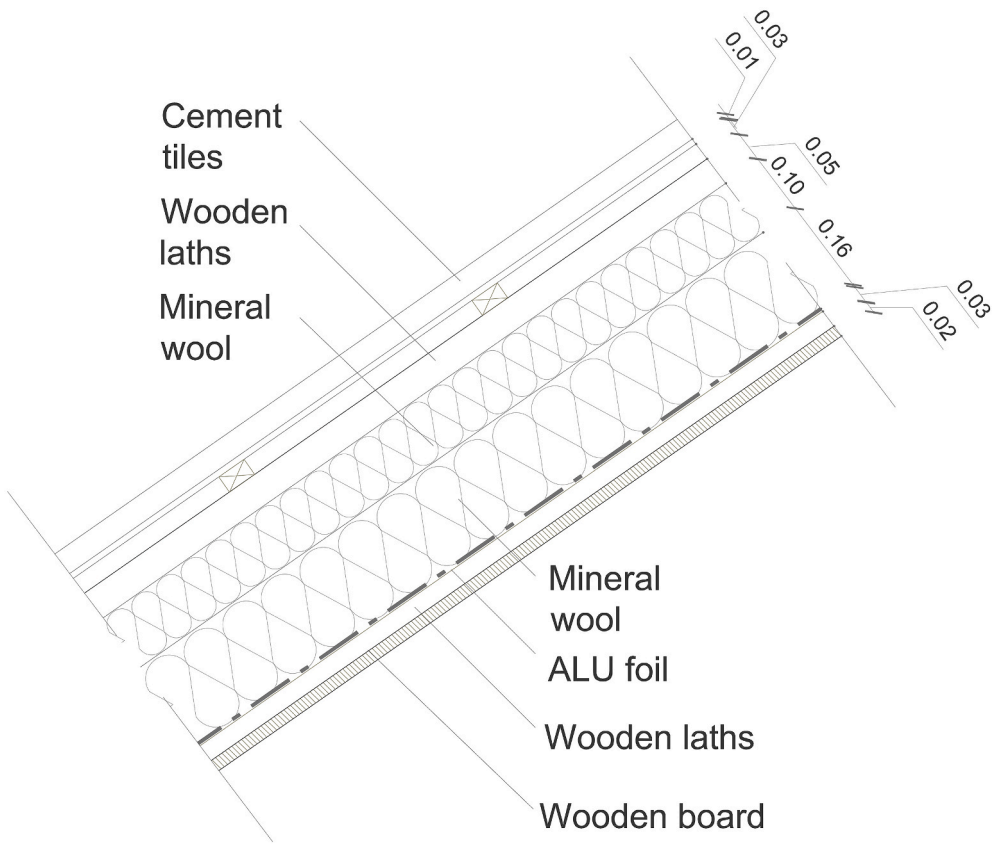 0.03
0.01
Cement
tiles
0.05
0.10
Wooden
laths
0.16
Mineral
wool
0.03
0.02
Mineral
wool
ALU foil
Wooden laths
Wooden board